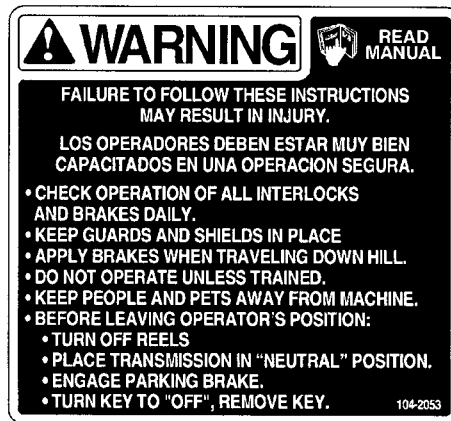 WARNING
READ
MANUAL
FAILURE TO FOLLOW THESE INSTRUCTIONS
MAY RESULT IN INJURY.
LOS OPERADORES DEBEN ESTAR MUY BIEN
CAPACITADOS EN UNA OPERACION SEGURA.
• CHECK OPERATION OF ALL INTERLOCKS
AND BRAKES DAILY.
• KEEP GUARDS AND SHIELDS IN PLACE
• APPLY BRAKES WHEN TRAVELING DOWN HILL.
• DO NOT OPERATE UNLESS TRAINED.
• KEEP PEOPLE AND PETS AWAY FROM MACHINE.
• BEFORE LEAVING OPERATOR'S POSITION:
• TURN OFF REELS
• PLACE TRANSMISSION IN “NEUTRAL” POSITION.
• ENGAGE PARKING BRAKE.
• TURN KEY TO "OFF", REMOVE KEY.
104-2053